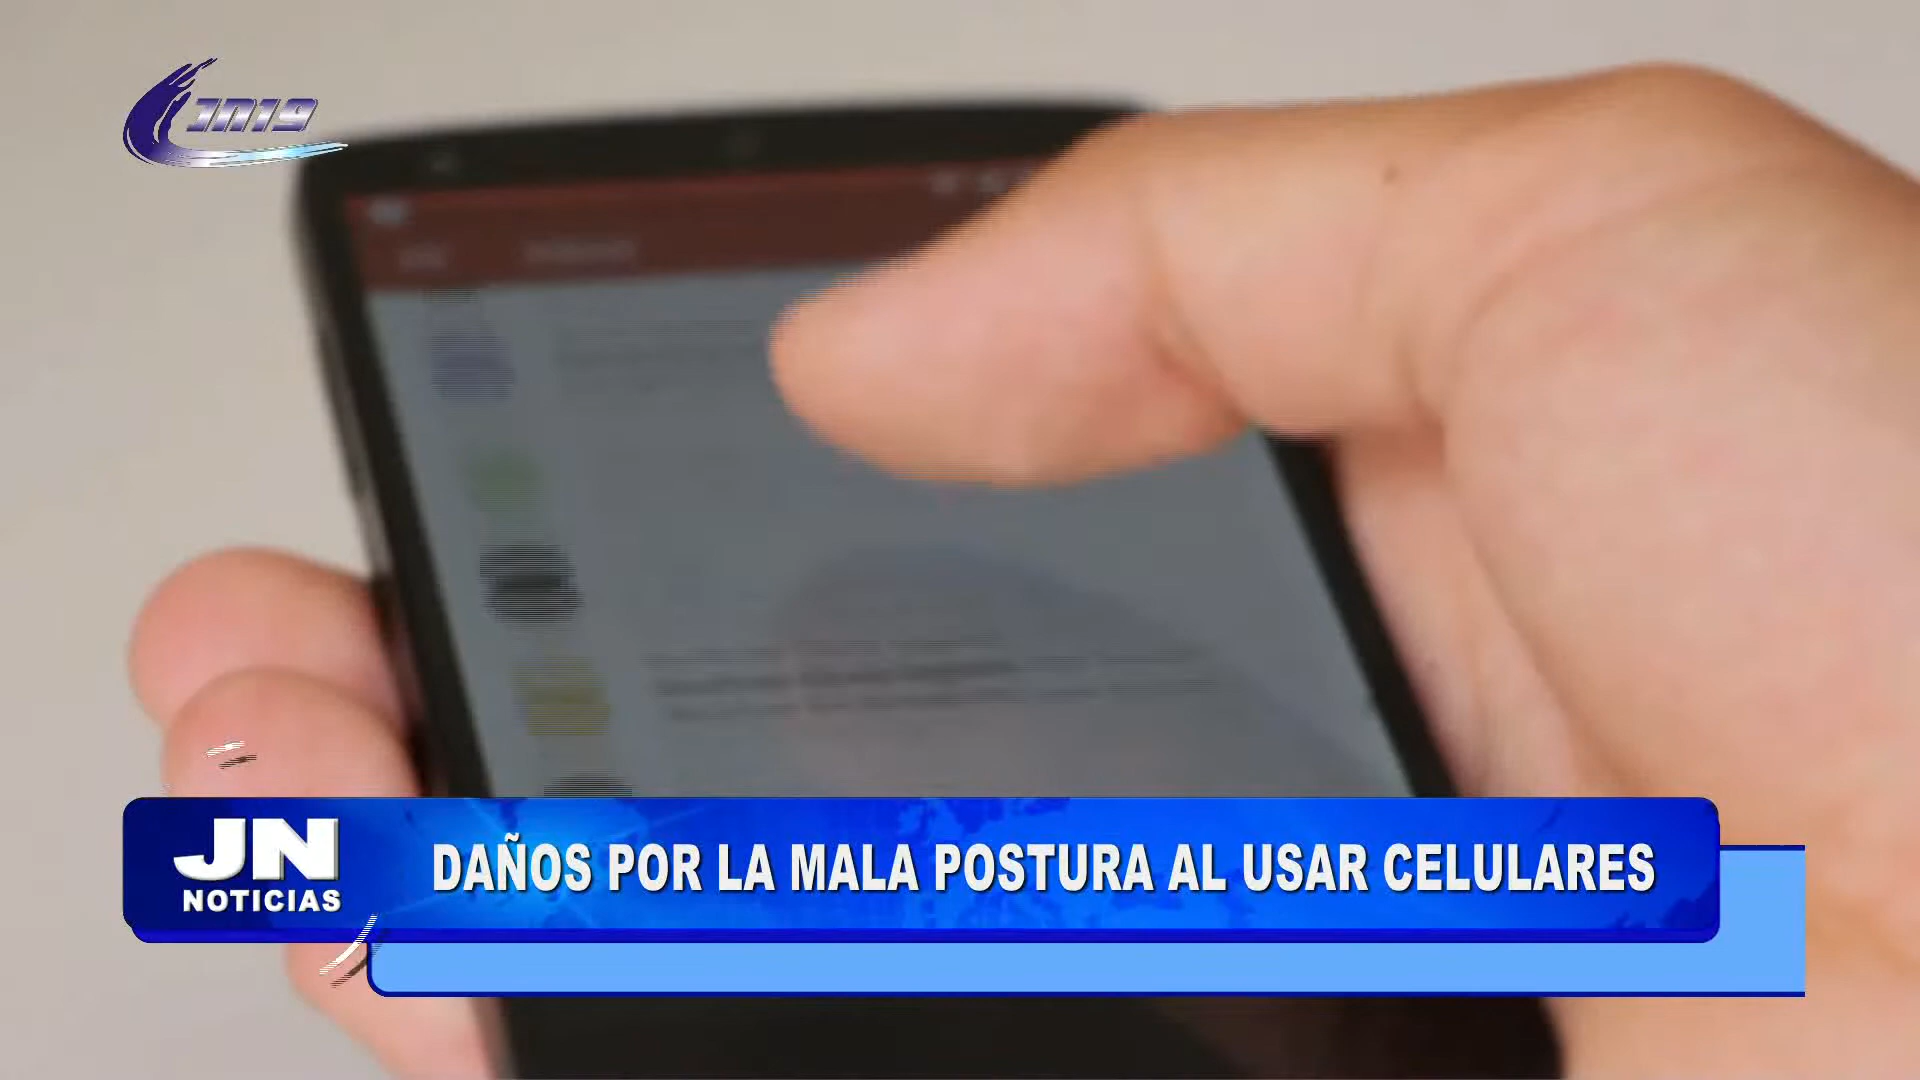 JN19
JN
NOTICIAS
DAÑOS POR LA MALA POSTURA AL USAR CELULARES